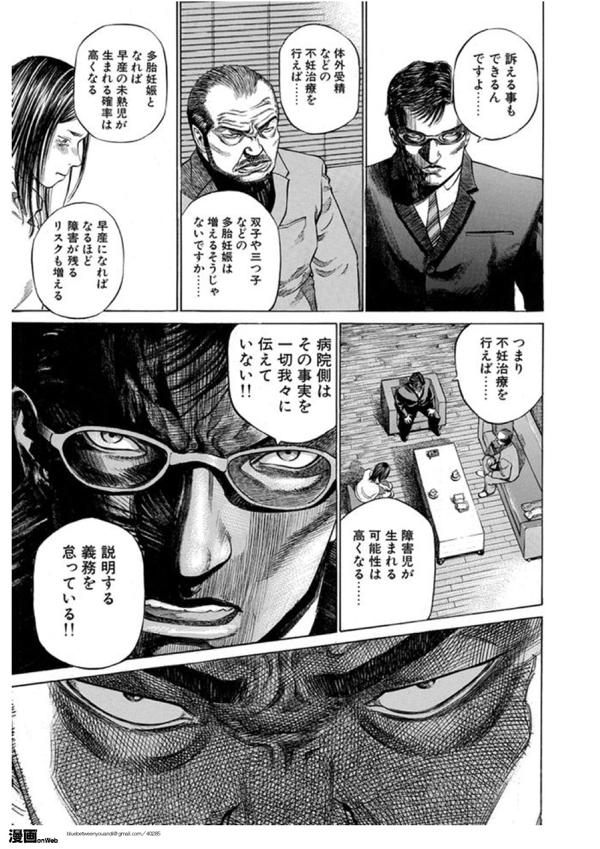 訴える事も
できるん
ですよ……
体外受精
などの
不妊治療を
行えば……
双子や三つ子
などの
多胎妊娠は
増えるそうじゃ
ないですか……
多胎妊娠と
なれば
早産の未熟児が
生まれる確率は
高くなる
早産になれば
なるほど
障害が残る
リスクも増える
つまり
不妊治療を
行えば……
障害児が
生まれる
可能性は
高くなる……
病院側は
その事実を
一切我々に
伝えて
いない!!
説明する
義務を
怠っている!!
漫画 on Web
bluebetweenyouandi@gmail.com/40285